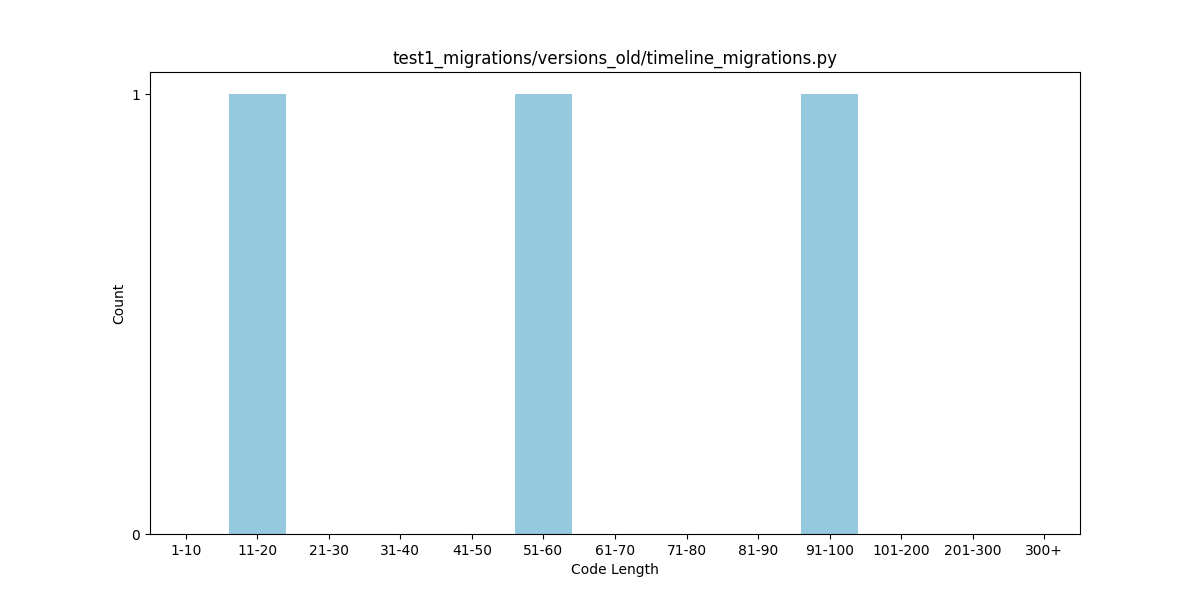 test1_migrations/versions_old/timeline_migrations.py
1
Count
0
1-10 11-20 21-30 31-40 41-50 51-60 61-70 71-80 81-90 91-100 101-200 201-300 300+
Code Length